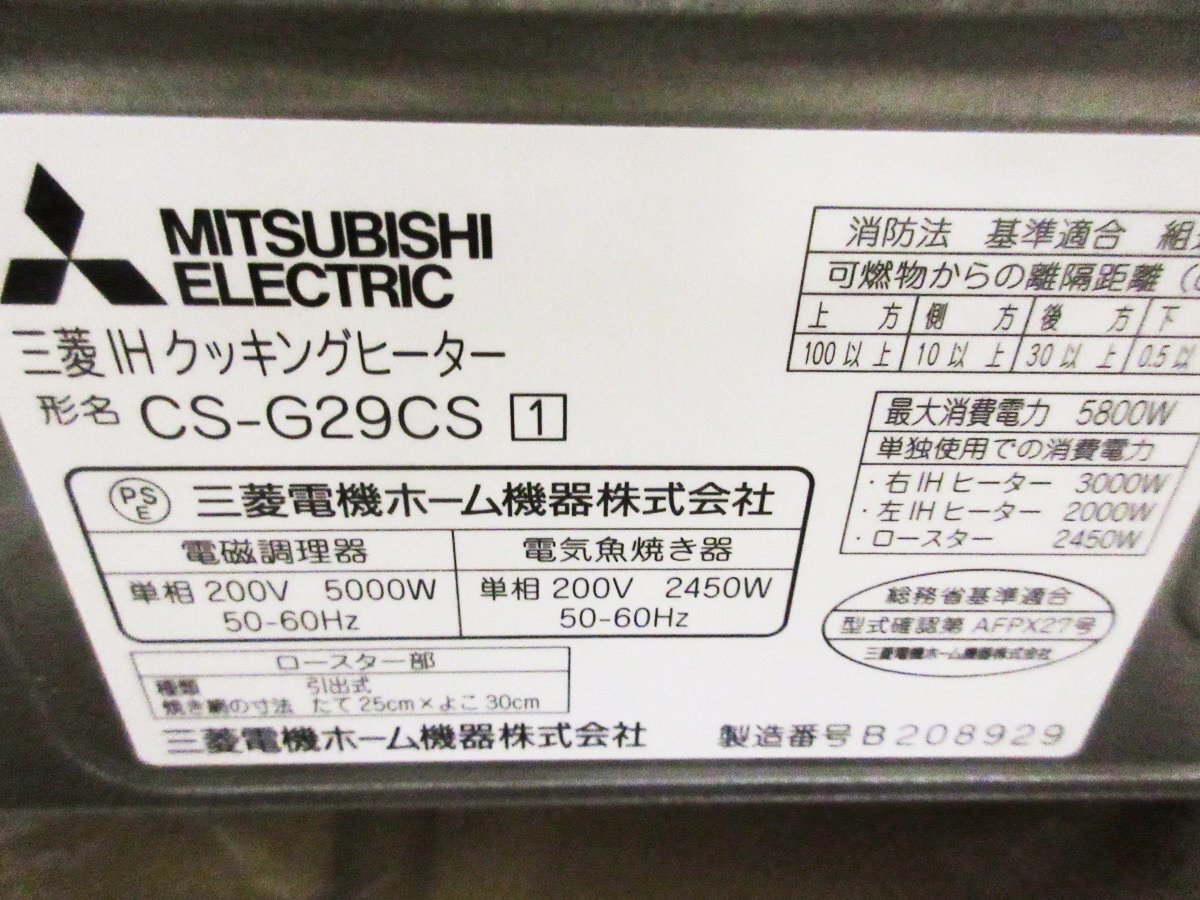 MITSUBISHI
ELECTRIC
三菱IHクッキングヒーター
形名 CS-G29CS 1
PSE 三菱電機ホーム機器株式会社
電磁調理器 電気魚焼き器
単相 200V 5000W 単相 200V 2450W
50-60Hz 50-60Hz
ロースター部
種類 引出式
焼き網の寸法 たて 25cm×よこ 30cm
三菱電機ホーム機器株式会社
消防法 基準適合 組
可燃物からの離隔距離
上方 側方 後方 下
100以上 10以上 30以上 0.5以
最大消費電力 5800W
単独使用での消費電力
・右IHヒーター 3000W
・左IHヒーター 2000W
・ロースター 2450W
総務省基準適合
型式確認第 AFPX27号
三菱電機ホーム機器株式会社
製造番号 B208929